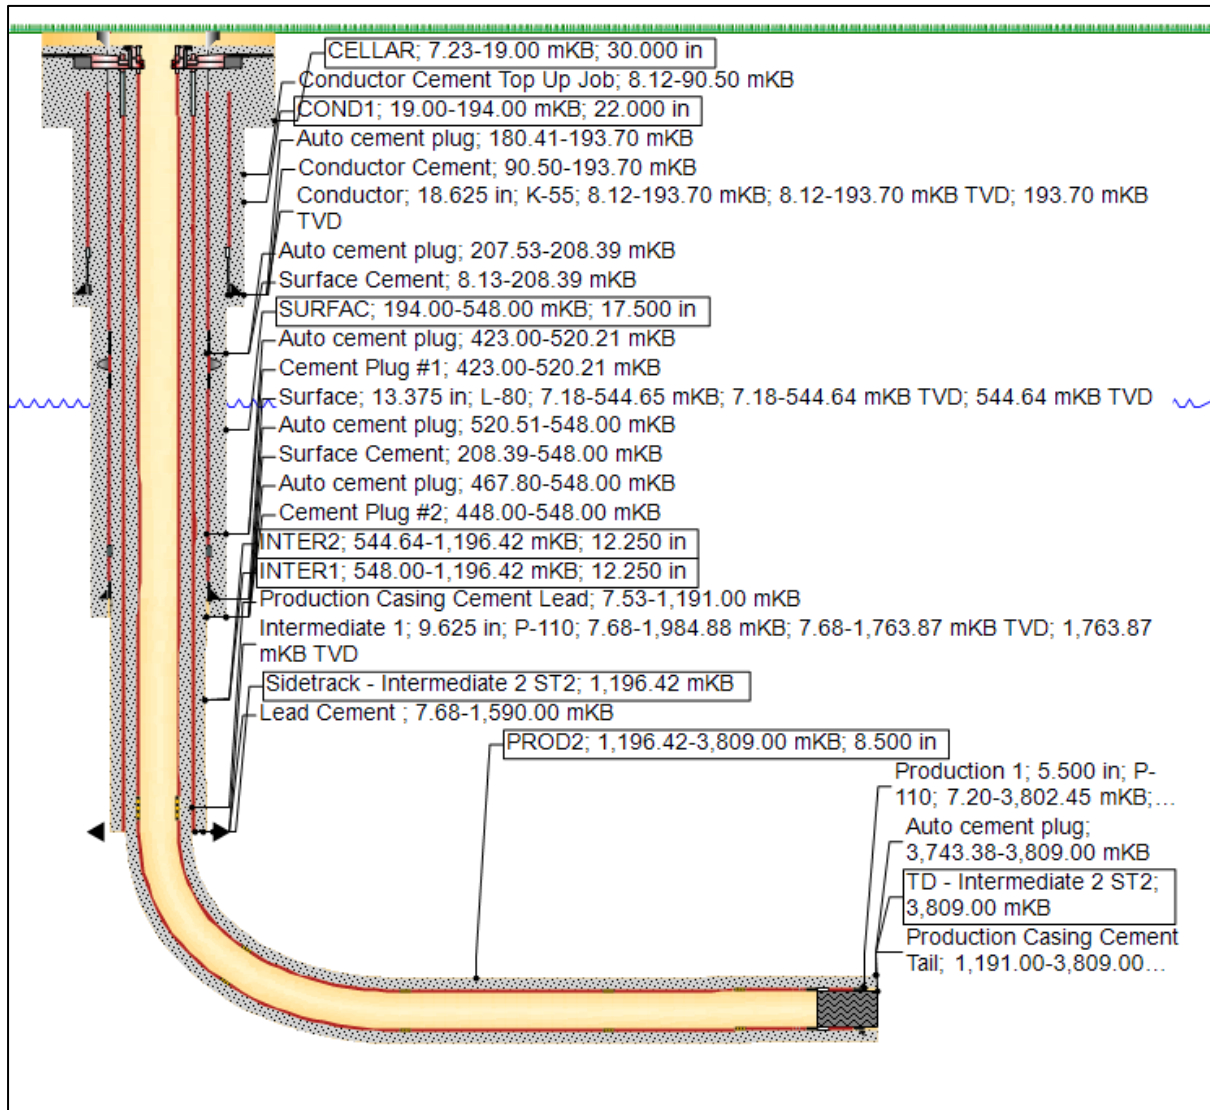 CELLAR; 7.23-19.00 mKB; 30.000 in
Conductor Cement Top Up Job; 8.12-90.50 mKB
COND1; 19.00-194.00 mKB; 22.000 in
Auto cement plug; 180.41-193.70 mKB
Conductor Cement; 90.50-193.70 mKB
Conductor; 18.625 in; K-55; 8.12-193.70 mKB; 8.12-193.70 mKB TVD; 193.70 mKB
TVD
Auto cement plug; 207.53-208.39 mKB
Surface Cement; 8.13-208.39 mKB
SURFAC; 194.00-548.00 mKB; 17.500 in
Auto cement plug; 423.00-520.21 mKB
Cement Plug #1; 423.00-520.21 mKB
Surface; 13.375 in; L-80; 7.18-544.65 mKB; 7.18-544.64 mKB TVD; 544.64 mKB TVD
Auto cement plug; 520.51-548.00 mKB
Surface Cement; 208.39-548.00 mKB
Auto cement plug; 467.80-548.00 mKB
Cement Plug #2; 448.00-548.00 mKB
INTER2; 544.64-1,196.42 mKB; 12.250 in
INTER1; 548.00-1,196.42 mKB; 12.250 in
Production Casing Cement Lead; 7.53-1,191.00 mKB
Intermediate 1; 9.625 in; P-110; 7.68-1,984.88 mKB; 7.68-1,763.87 mKB TVD; 1,763.87
mKB TVD
Sidetrack - Intermediate 2 ST2; 1,196.42 mKB
Lead Cement ; 7.68-1,590.00 mKB
PROD2; 1,196.42-3,809.00 mKB; 8.500 in
Production 1; 5.500 in; P-
110; 7.20-3,802.45 mKB;...
Auto cement plug;
3,743.38-3,809.00 mKB
TD - Intermediate 2 ST2;
3,809.00 mKB
Production Casing Cement
Tail; 1,191.00-3,809.00...